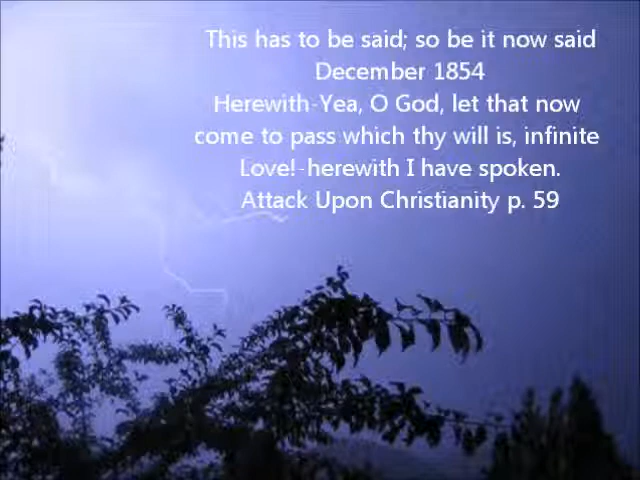 This has to be said; so be it now said
December 1854
Herewith-Yea, O God, let that now
come to pass which thy will is, infinite
Love!-herewith I have spoken.
Attack Upon Christianity p. 59